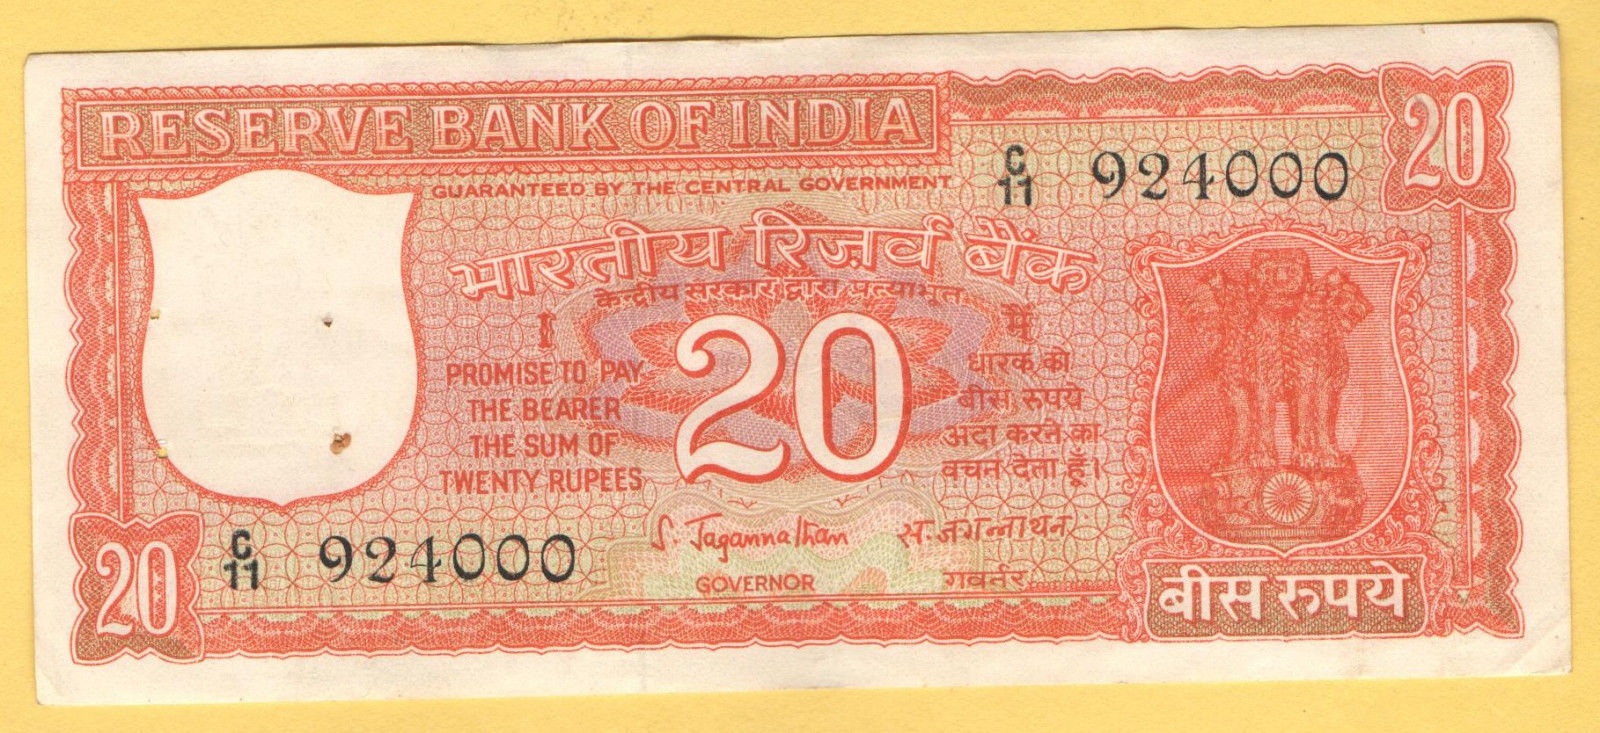 RESERVE BANK OF INDIA
20
GUARANTEED BY THE CENTRAL GOVERNMENT
C/11 924000
भारतीय रिज़र्व बैंक
केन्द्रीय सरकार द्वारा प्रत्याभूत
I
PROMISE TO PAY
THE BEARER
THE SUM OF
TWENTY RUPEES
20
मैं
धारक को
बीस रुपये
अदा करने का
वचन देता हूँ।
S. Jagannathan
स. जगन्नाथन
GOVERNOR
गवर्नर
C/11 924000
20
बीस रुपये